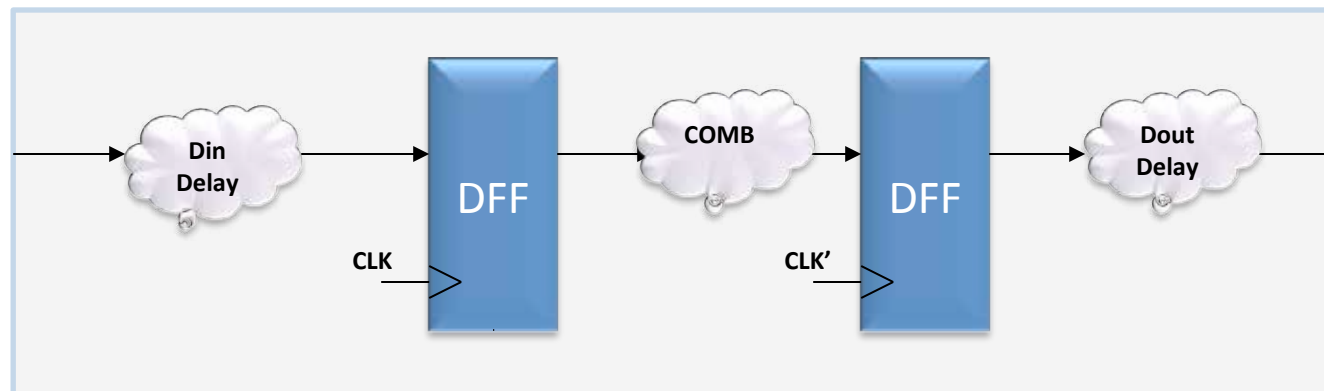 Din
Delay
DFF
CLK
COMB
DFF
CLK’
Dout
Delay